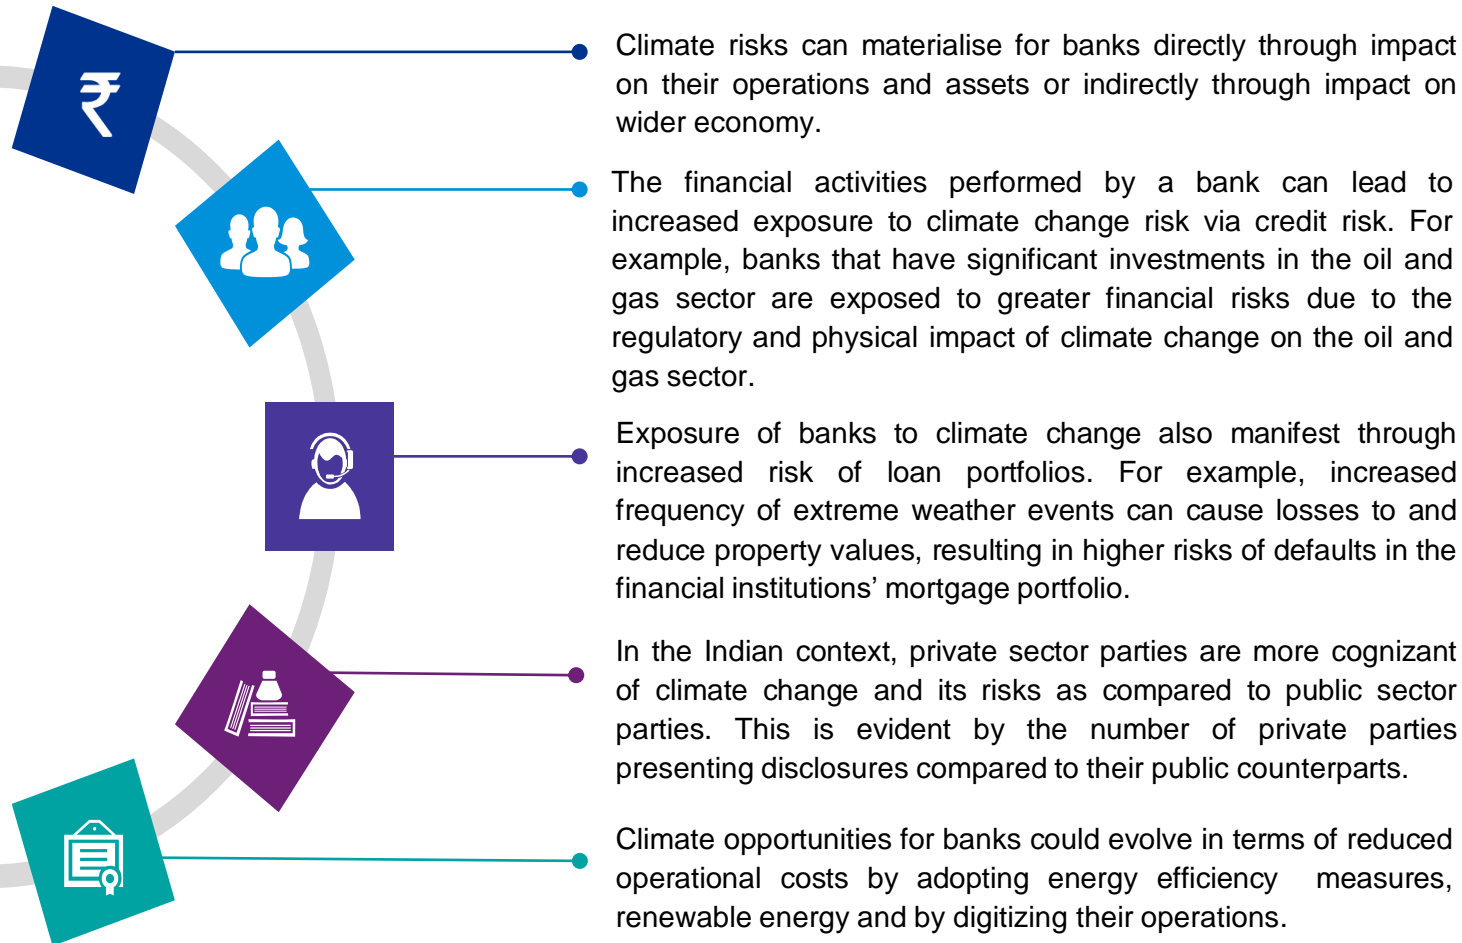 ₹
Climate risks can materialise for banks directly through impact
on their operations and assets or indirectly through impact on
wider economy.
The financial activities performed by a bank can lead to
increased exposure to climate change risk via credit risk. For
example, banks that have significant investments in the oil and
gas sector are exposed to greater financial risks due to the
regulatory and physical impact of climate change on the oil and
gas sector.
Exposure of banks to climate change also manifest through
increased risk of loan portfolios. For example, increased
frequency of extreme weather events can cause losses to and
reduce property values, resulting in higher risks of defaults in the
financial institutions’ mortgage portfolio.
In the Indian context, private sector parties are more cognizant
of climate change and its risks as compared to public sector
parties. This is evident by the number of private parties
presenting disclosures compared to their public counterparts.
Climate opportunities for banks could evolve in terms of reduced
operational costs by adopting energy efficiency measures,
renewable energy and by digitizing their operations.